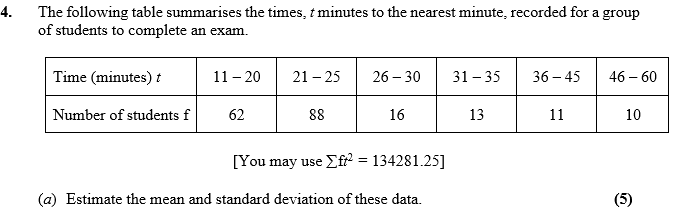 4. The following table summarises the times, t minutes to the nearest minute, recorded for a group
of students to complete an exam.
Time (minutes) t 11 – 20 21 – 25 26 – 30 31 – 35 36 – 45 46 – 60
Number of students f 62 88 16 13 11 10
[You may use Σft² = 134281.25]
(a) Estimate the mean and standard deviation of these data. (5)